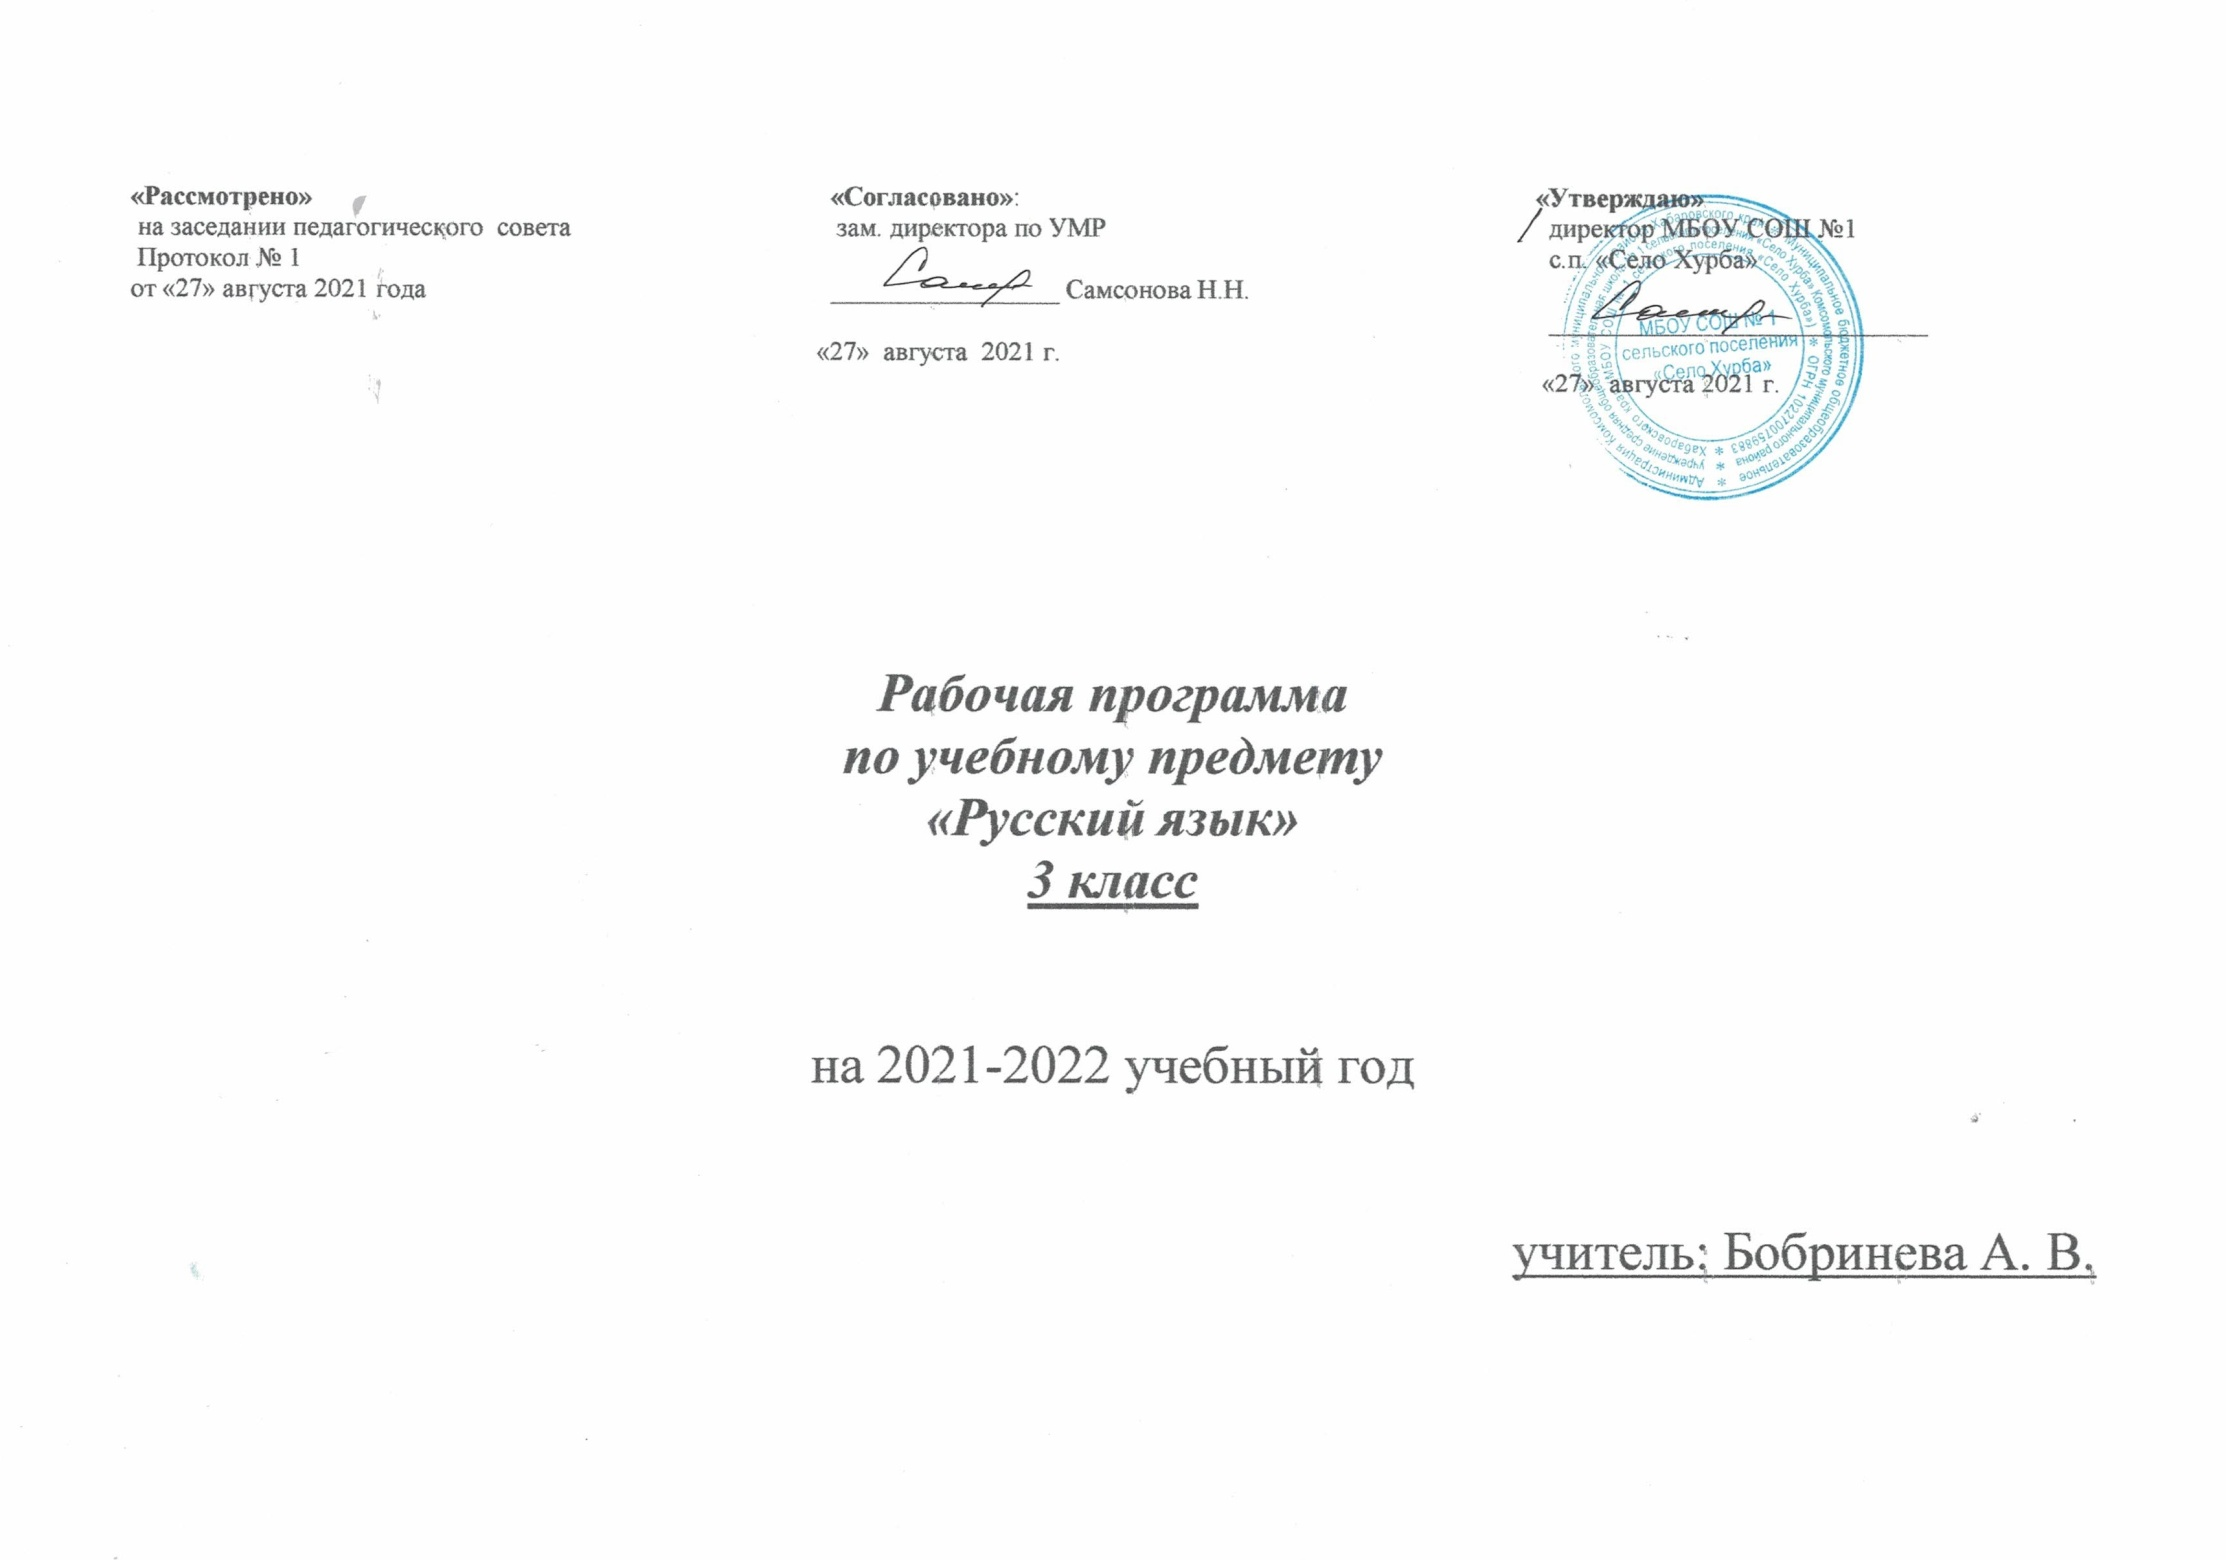 «Рассмотрено»
на заседании педагогического совета
Протокол № 1
от «27» августа 2021 года
«Согласовано»:
зам. директора по УМР
Самсонова Н.Н.
«27» августа 2021 г.
«Утверждаю»
директор МБОУ СОШ №1
с.п. «Село Хурба»
МБОУ СОШ № 1
сельского поселения
«Село Хурба»
ОГРН 1022700759883
«27» августа 2021 г.
Рабочая программа
по учебному предмету
«Русский язык»
3 класс
на 2021-2022 учебный год
учитель: Бобринева А. В.